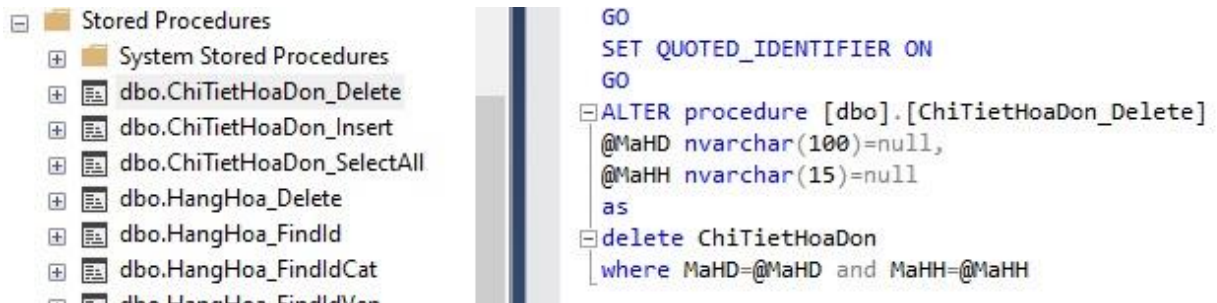 Stored Procedures
System Stored Procedures
dbo.ChiTietHoaDon_Delete
dbo.ChiTietHoaDon_Insert
dbo.ChiTietHoaDon_SelectAll
dbo.HangHoa_Delete
dbo.HangHoa_FindId
dbo.HangHoa_FindIdCat
GO
SET QUOTED_IDENTIFIER ON
GO
ALTER procedure [dbo].[ChiTietHoaDon_Delete]
@MaHD nvarchar(100)=null,
@MaHH nvarchar(15)=null
as
delete ChiTietHoaDon
where MaHD=@MaHD and MaHH=@MaHH